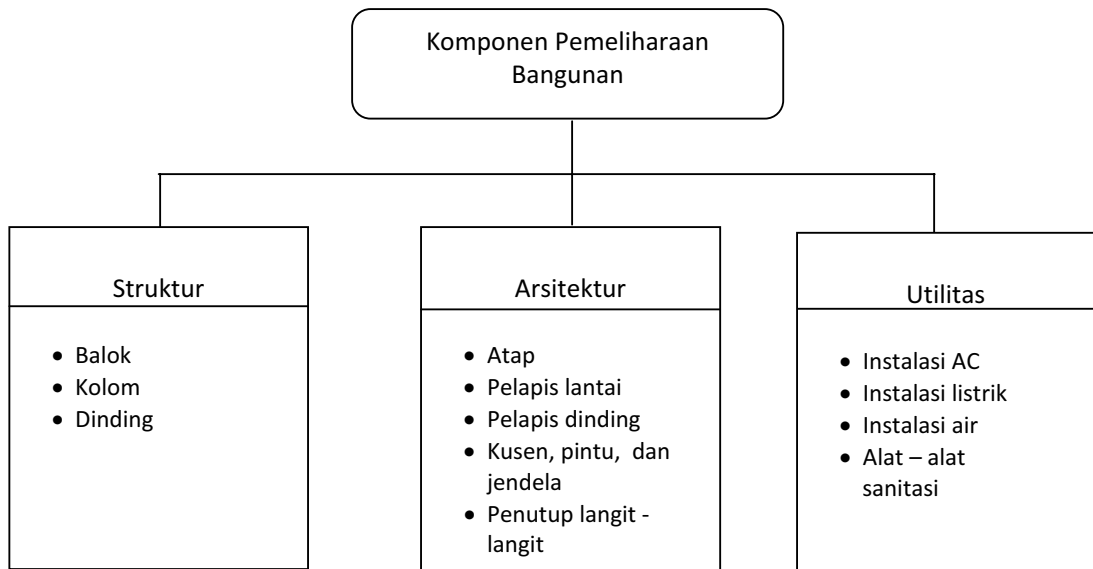 Komponen Pemeliharaan
Bangunan
Struktur
• Balok
• Kolom
• Dinding
Arsitektur
• Atap
• Pelapis lantai
• Pelapis dinding
• Kusen, pintu, dan
jendela
• Penutup langit -
langit
Utilitas
• Instalasi AC
• Instalasi listrik
• Instalasi air
• Alat – alat
sanitasi